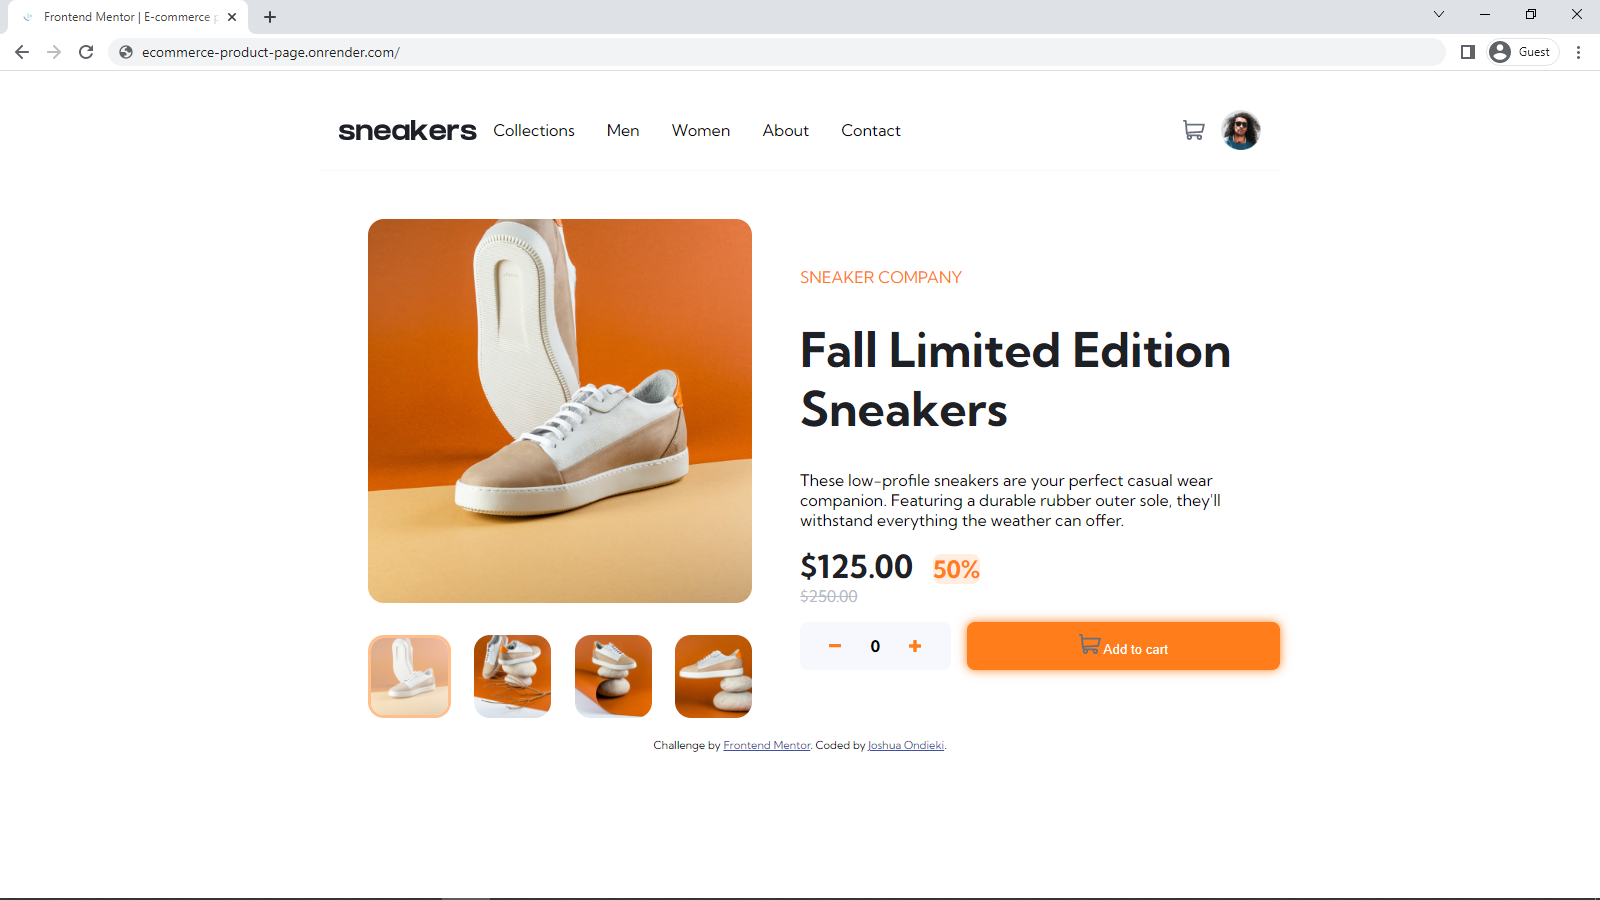 Frontend Mentor | E-commerce p
ecommerce-product-page.onrender.com/
Guest
sneakers Collections Men Women About Contact
SNEAKER COMPANY
Fall Limited Edition
Sneakers
These low-profile sneakers are your perfect casual wear
companion. Featuring a durable rubber outer sole, they'll
withstand everything the weather can offer.
$125.00 50%
$250.00
0
Add to cart
Challenge by Frontend Mentor. Coded by Joshua Ondieki.